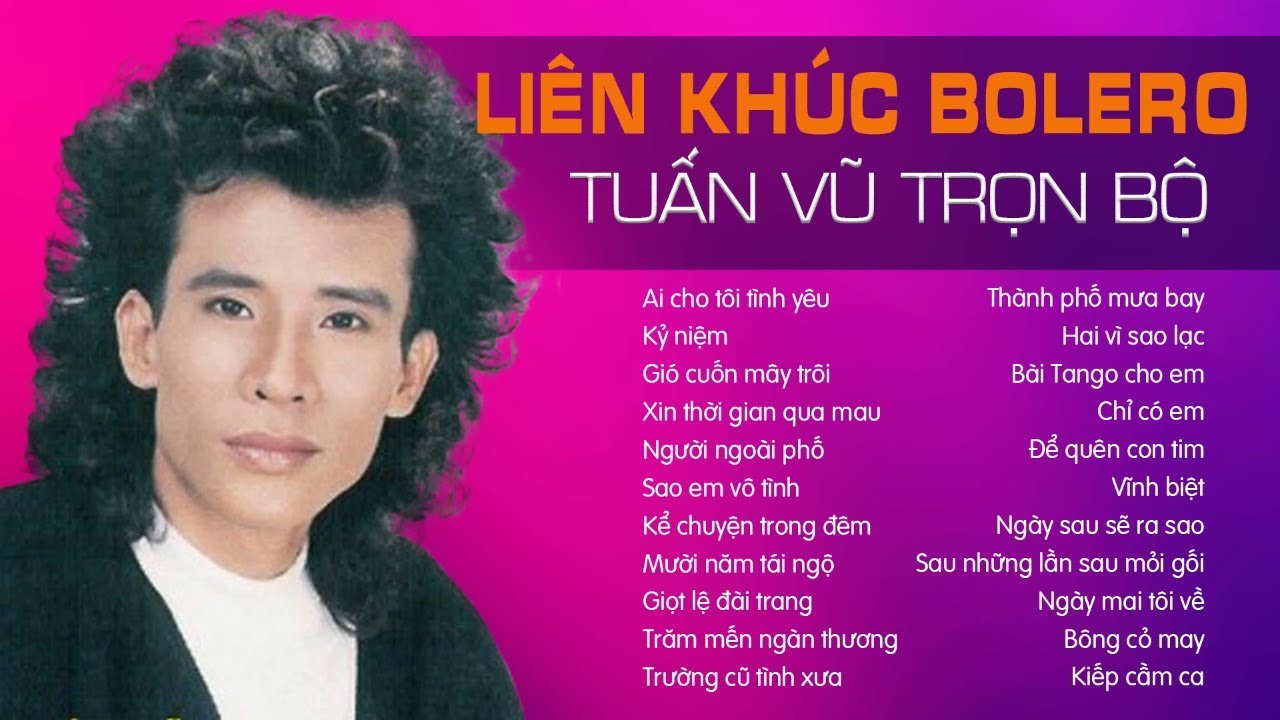 LIÊN KHÚC BOLERO
TUẤN VŨ TRỌN BỘ
Ai cho tôi tình yêu
Kỷ niệm
Gió cuốn mây trôi
Xin thời gian qua mau
Người ngoài phố
Sao em vô tình
Kể chuyện trong đêm
Mười năm tái ngộ
Giọt lệ đài trang
Trăm mến ngàn thương
Trường cũ tình xưa
Thành phố mưa bay
Hai vì sao lạc
Bài Tango cho em
Chỉ có em
Để quên con tim
Vĩnh biệt
Ngày sau sẽ ra sao
Sau những lần sau mỏi gối
Ngày mai tôi về
Bông cỏ may
Kiếp cầm ca